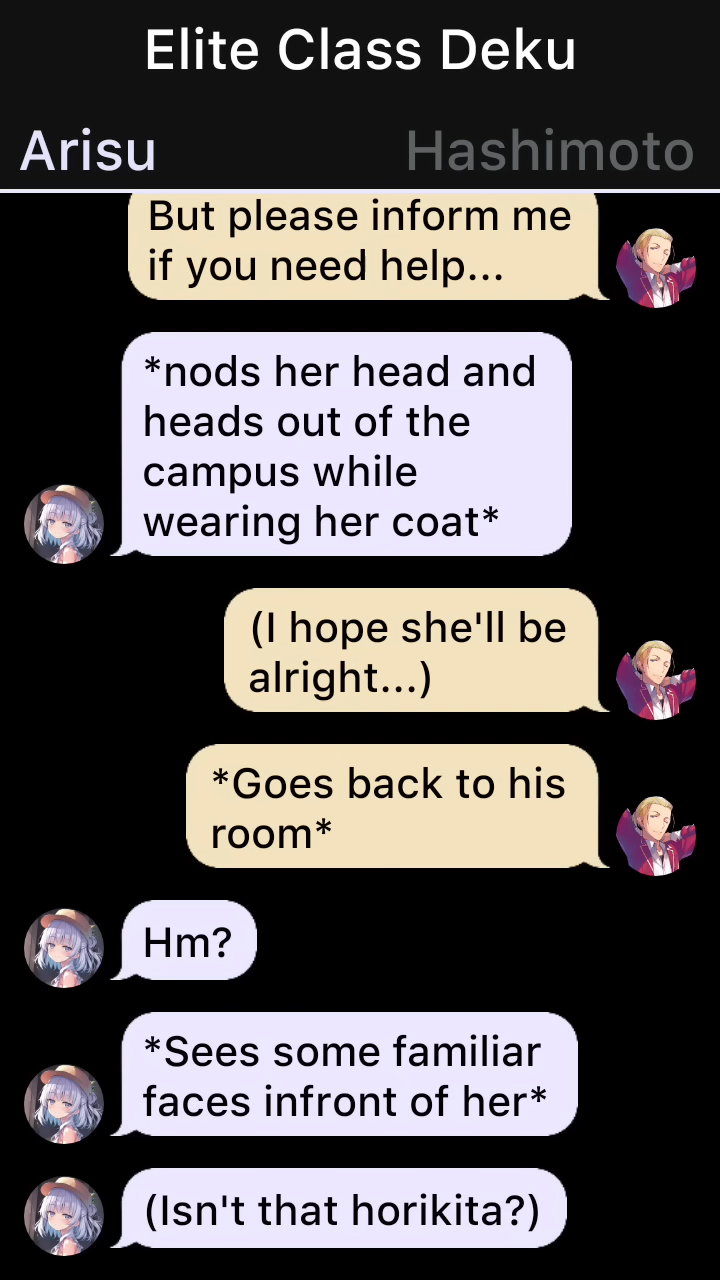 Elite Class Deku
Arisu Hashimoto
But please inform me
if you need help...
*nods her head and
heads out of the
campus while
wearing her coat*
(I hope she'll be
alright...)
*Goes back to his
room*
Hm?
*Sees some familiar
faces infront of her*
(Isn't that horikita?)